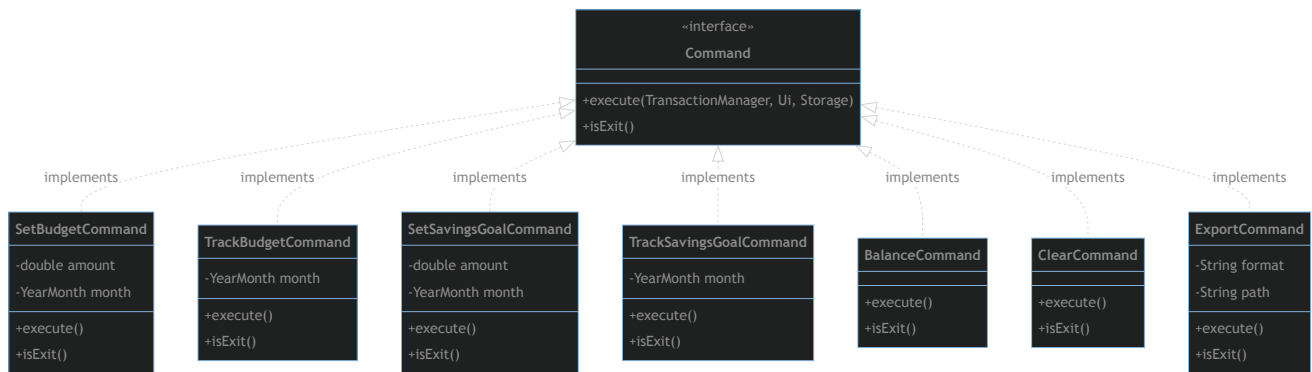 «interface»
Command
+execute(TransactionManager, Ui, Storage)
+isExit()
implements
implements
implements
implements
implements
implements
implements
SetBudgetCommand
-double amount
-YearMonth month
+execute()
+isExit()
TrackBudgetCommand
-YearMonth month
+execute()
+isExit()
SetSavingsGoalCommand
-double amount
-YearMonth month
+execute()
+isExit()
TrackSavingsGoalCommand
-YearMonth month
+execute()
+isExit()
BalanceCommand
+execute()
+isExit()
ClearCommand
+execute()
+isExit()
ExportCommand
-String format
-String path
+execute()
+isExit()